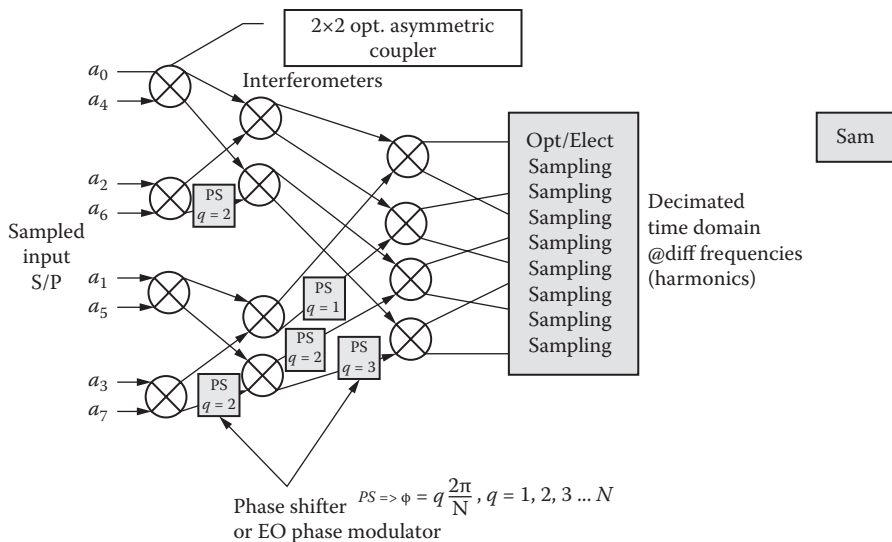 2×2 opt. asymmetric
coupler
Interferometers
a0
a4
a2
a6
PS
q = 2
Sampled
input
S/P
a1
a5
PS
q = 1
PS
q = 2
PS
q = 3
a3
a7
PS
q = 2
Opt/Elect
Sampling
Sampling
Sampling
Sampling
Sampling
Sampling
Sampling
Sampling
Decimated
time domain
@diff frequencies
(harmonics)
Sam
Phase shifter
or EO phase modulator
PS => ϕ = q 2π/N , q = 1, 2, 3 ... N